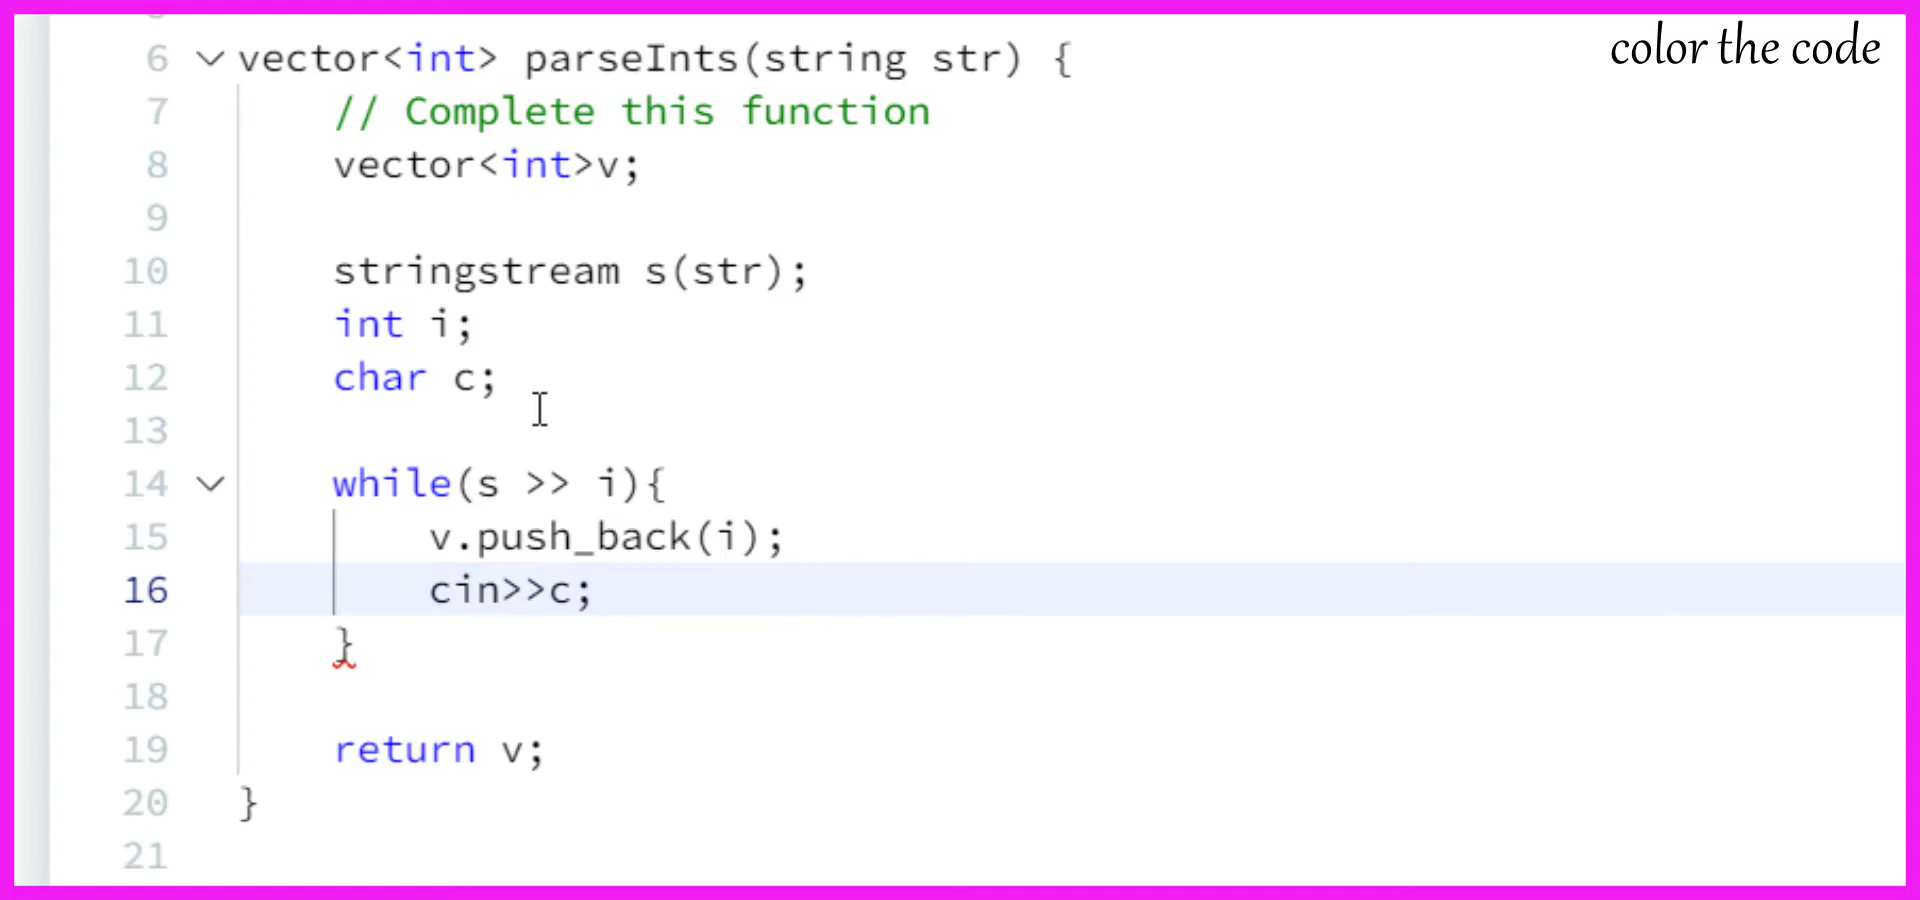 color the code
6 vector<int> parseInts(string str) {
7 // Complete this function
8 vector<int>v;
9
10 stringstream s(str);
11 int i;
12 char c;
13
14 while(s >> i){
15 v.push_back(i);
16 cin>>c;
17 }
18
19 return v;
20 }
21